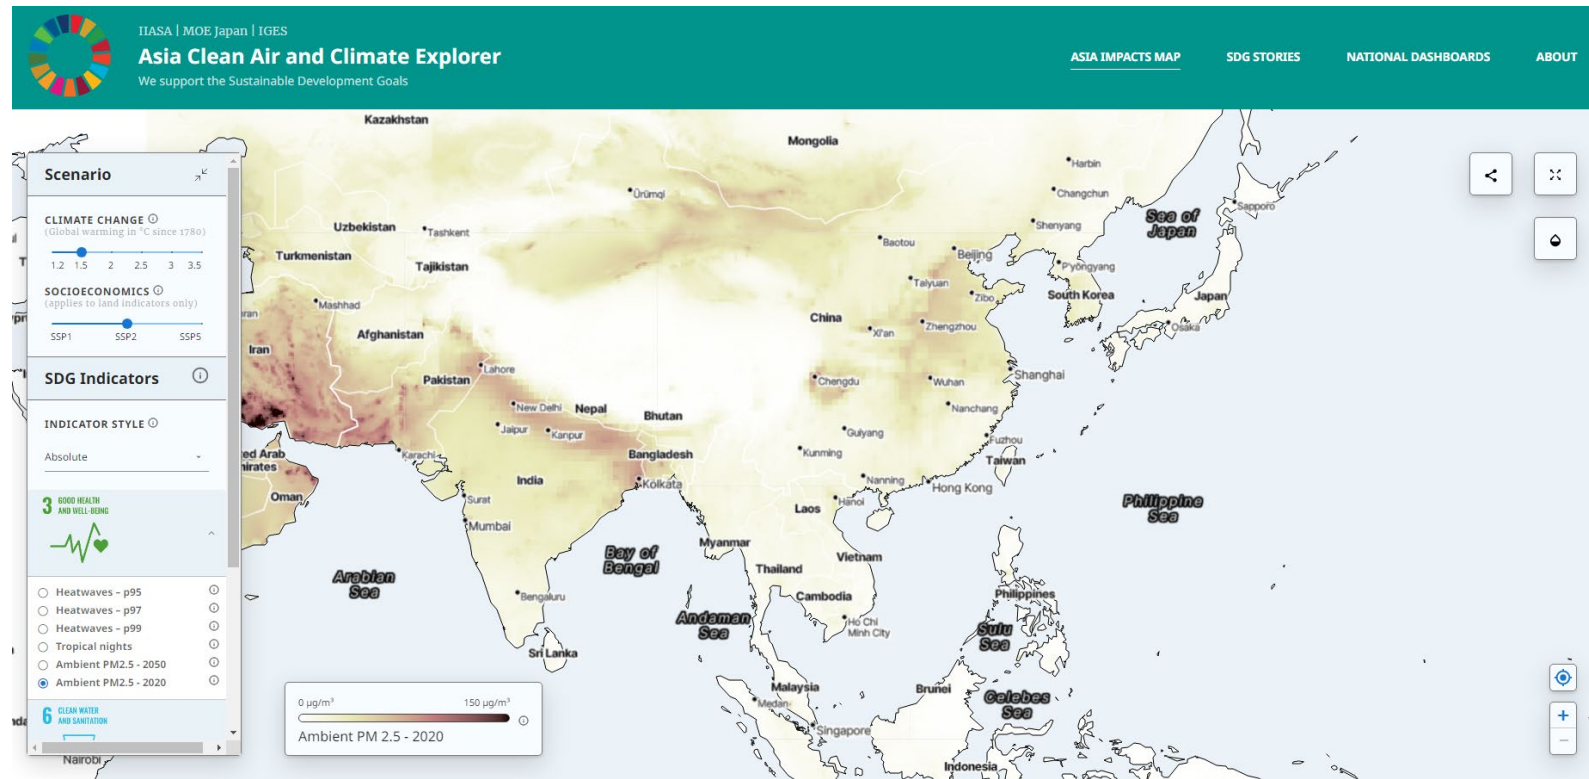 IIASA | MOE Japan | IGES
Asia Clean Air and Climate Explorer
We support the Sustainable Development Goals
ASIA IMPACTS MAP
SDG STORIES
NATIONAL DASHBOARDS
ABOUT
Scenario
CLIMATE CHANGE
(Global warming in °C since 1780)
1.2 1.5 2 2.5 3 3.5
SOCIOECONOMICS
(applies to land indicators only)
SSP1 SSP2 SSP5
SDG Indicators
INDICATOR STYLE
Absolute
3 GOOD HEALTH
AND WELL-BEING
Heatwaves – p95
Heatwaves – p97
Heatwaves – p99
Tropical nights
Ambient PM2.5 - 2050
Ambient PM2.5 - 2020
6 CLEAN WATER
AND SANITATION
Nairobi
Kazakhstan
Mongolia
Harbin
Changchun
Ürümqi
Sapporo
Sea of
Japan
Shenyang
Uzbekistan
Tashkent
Baotou
Turkmenistan
Beijing
Tajikistan
P'yŏngyang
Taiyuan
South Korea
Japan
Zibo
Mashhad
China
Zhengzhou
Osaka
Afghanistan
Xi'an
Iran
Lahore
Shanghai
Pakistan
Chengdu
Wuhan
New Delhi
Nepal
Bhutan
Nanchang
Jaipur
Kanpur
Guiyang
Fuzhou
ed Arab
irates
Karachi
Bangladesh
Kunming
Taiwan
India
Kolkata
Nanning
Hong Kong
Oman
Surat
Hanoi
Laos
Philippine
Sea
Mumbai
Myanmar
Bay of
Bengal
Vietnam
Thailand
Arabian
Sea
Bengaluru
Cambodia
Philippines
Andaman
Sea
Ho Chi
Minh City
Sulu
Sea
Sri Lanka
Malaysia
Brunei
Celebes
Sea
Medan
Singapore
Indonesia
0 µg/m³ 150 µg/m³
Ambient PM 2.5 - 2020